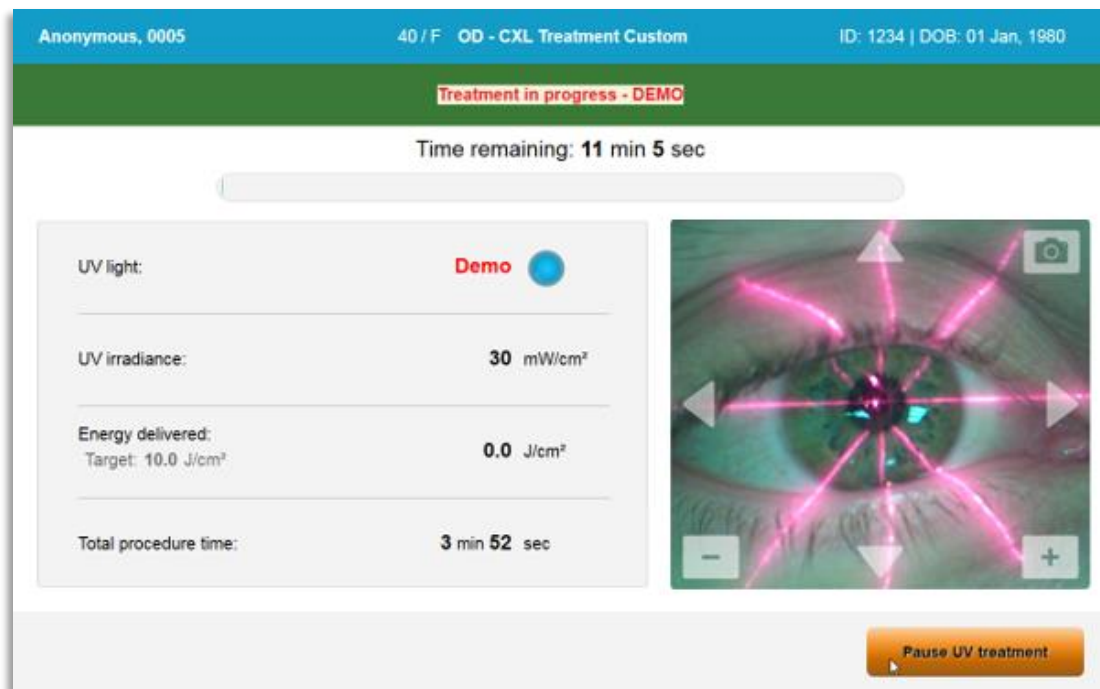 Anonymous, 0005 40 / F OD - CXL Treatment Custom ID: 1234 | DOB: 01 Jan, 1980
Treatment in progress - DEMO
Time remaining: 11 min 5 sec
UV light: Demo
UV irradiance: 30 mW/cm²
Energy delivered:
Target: 10.0 J/cm²
0.0 J/cm²
Total procedure time: 3 min 52 sec
Pause UV treatment